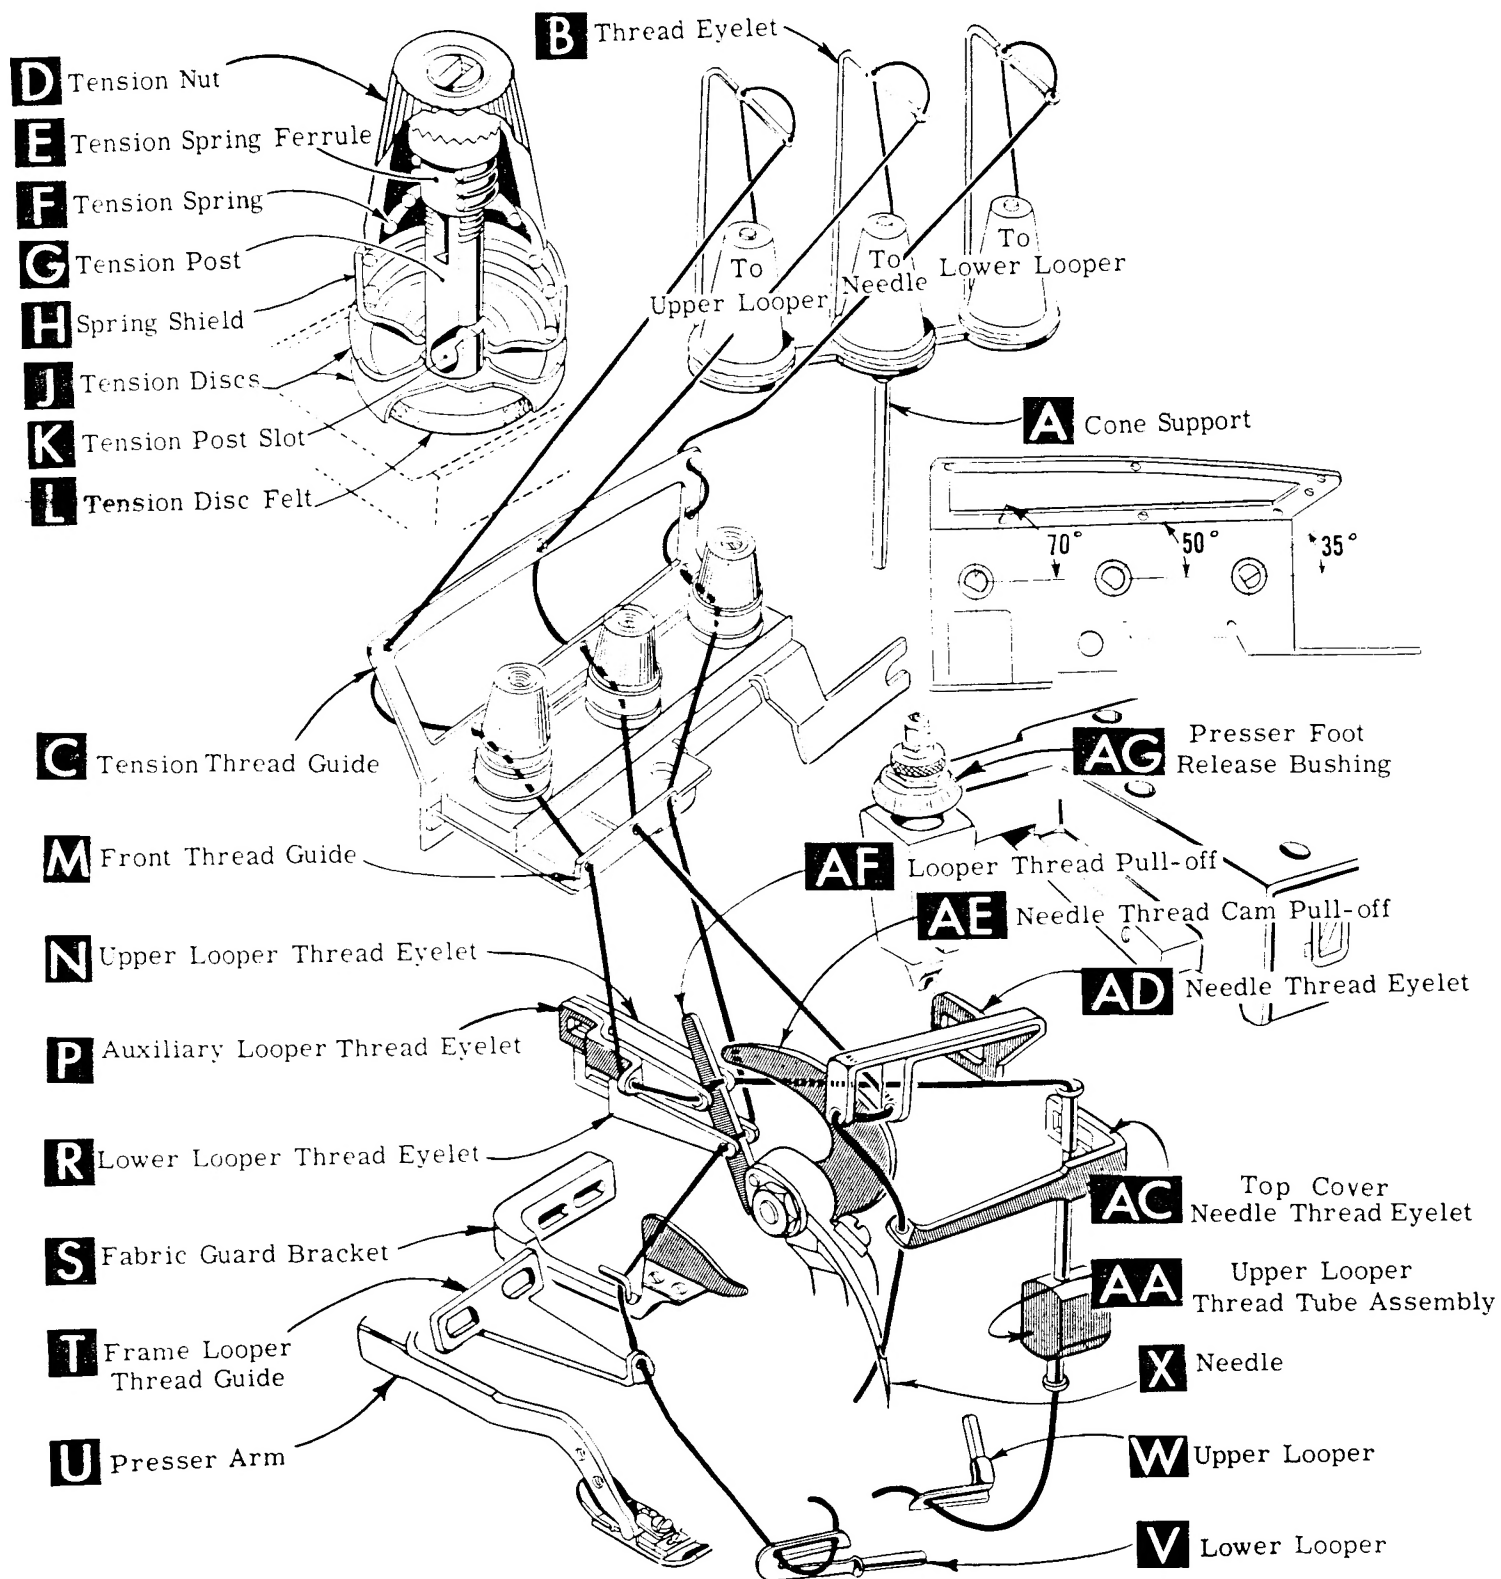 B Thread Eyelet
D Tension Nut
E Tension Spring Ferrule
F Tension Spring
G Tension Post
H Spring Shield
J Tension Discs
K Tension Post Slot
L Tension Disc Felt
To
Upper Looper
To
Needle
To
Lower Looper
A Cone Support
70°
50°
35°
C Tension Thread Guide
AG Presser Foot
Release Bushing
M Front Thread Guide
AF Looper Thread Pull-off
AE Needle Thread Cam Pull-off
N Upper Looper Thread Eyelet
AD Needle Thread Eyelet
P Auxiliary Looper Thread Eyelet
R Lower Looper Thread Eyelet
AC Top Cover
Needle Thread Eyelet
S Fabric Guard Bracket
AA Upper Looper
Thread Tube Assembly
T Frame Looper
Thread Guide
X Needle
U Presser Arm
W Upper Looper
V Lower Looper